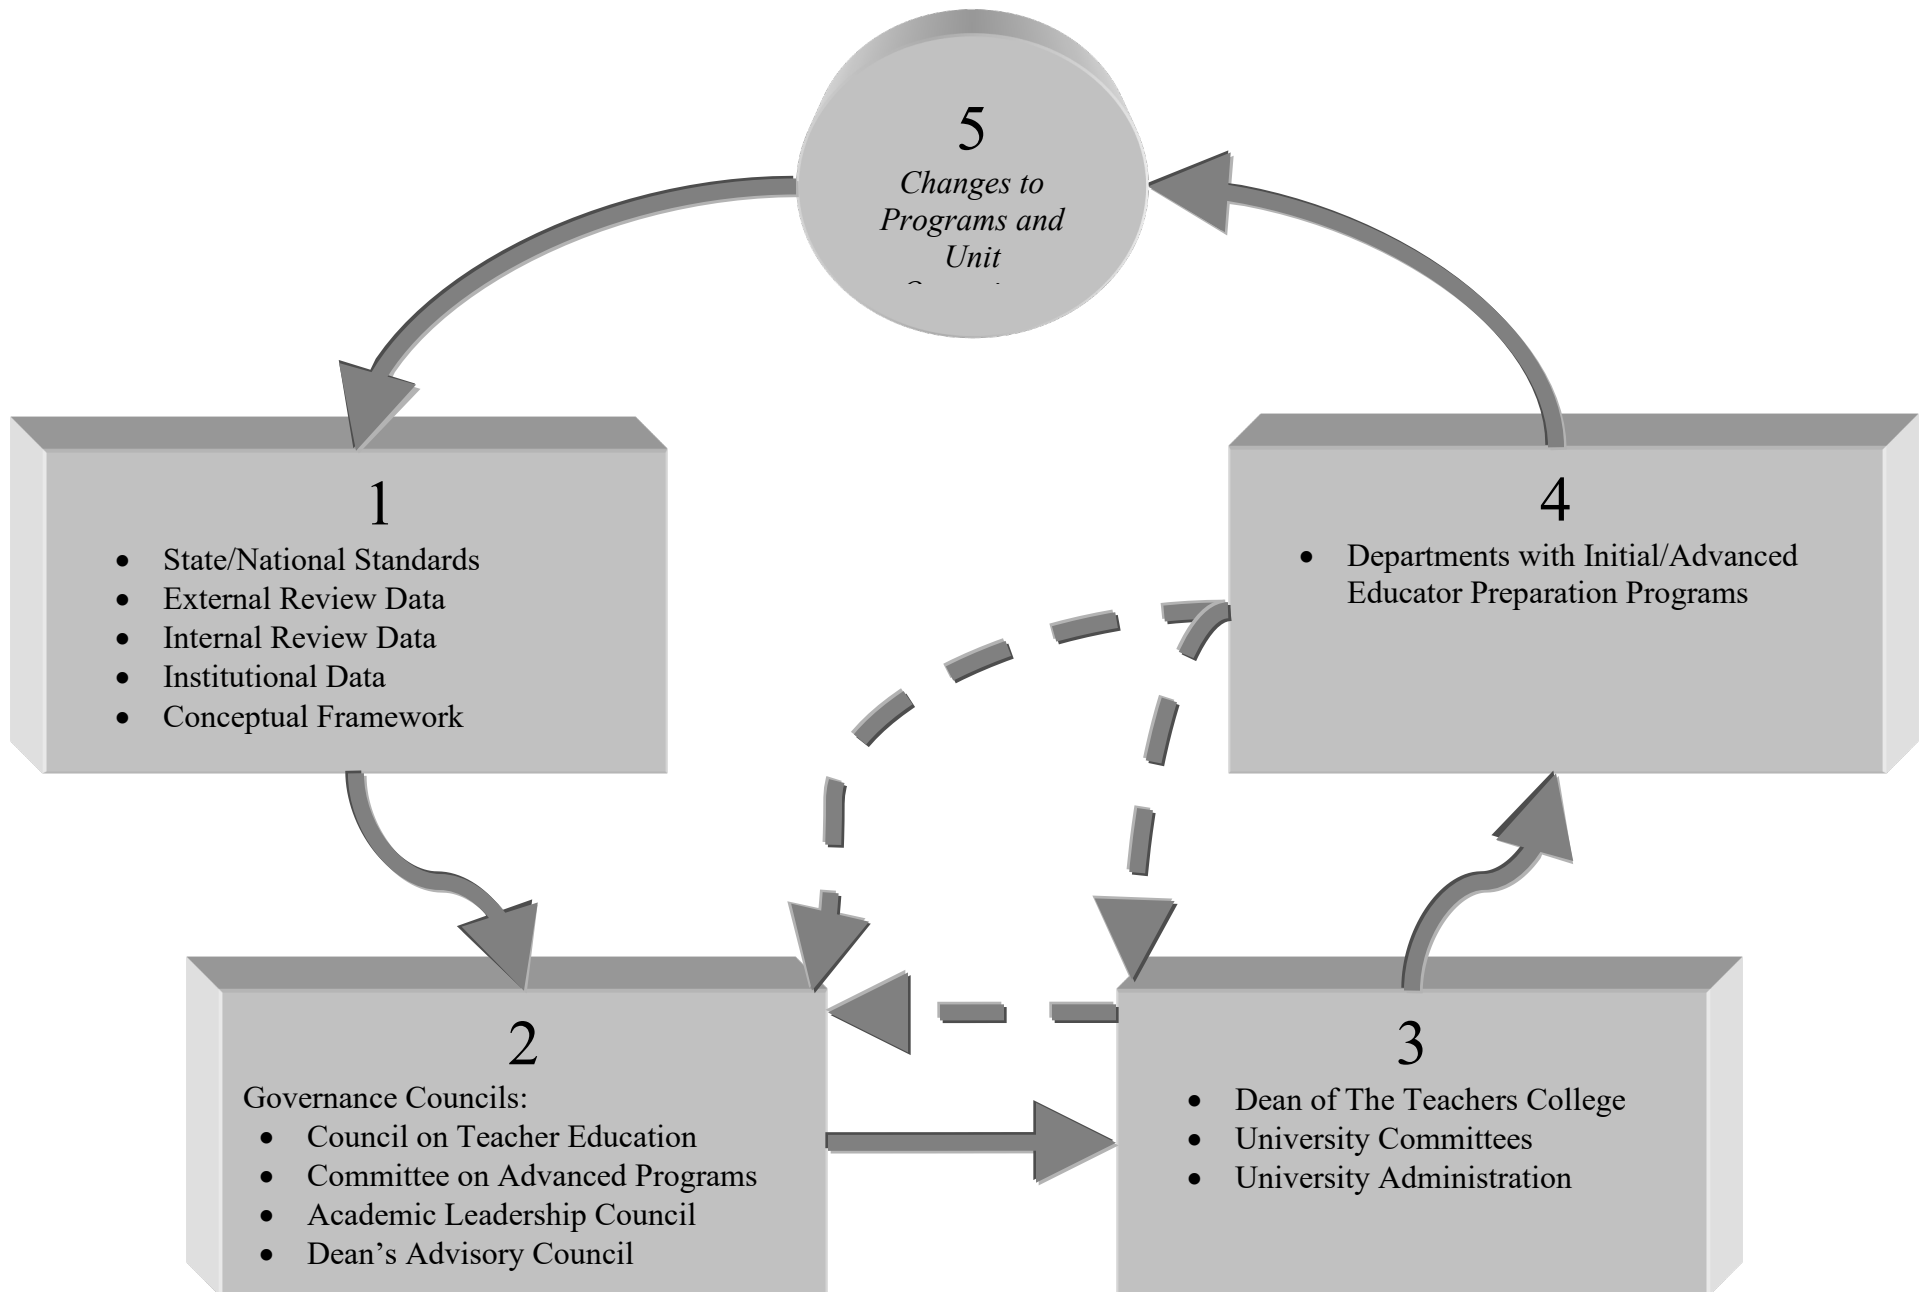 5
Changes to
Programs and
Unit
1
• State/National Standards
• External Review Data
• Internal Review Data
• Institutional Data
• Conceptual Framework
4
• Departments with Initial/Advanced
Educator Preparation Programs
2
Governance Councils:
• Council on Teacher Education
• Committee on Advanced Programs
• Academic Leadership Council
• Dean’s Advisory Council
3
• Dean of The Teachers College
• University Committees
• University Administration